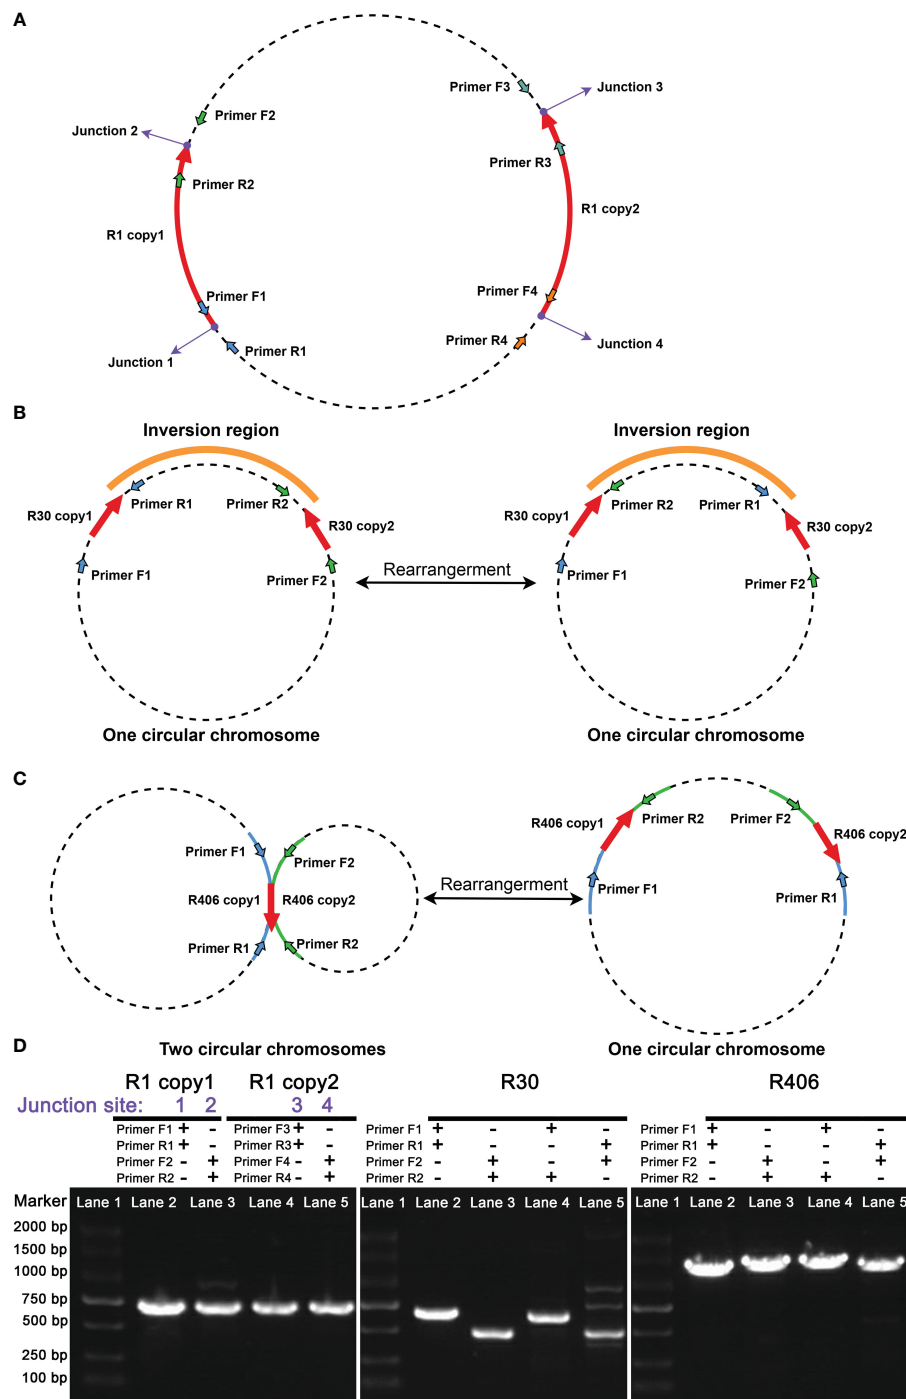 A
Primer F3
Junction 3
Primer F2
Junction 2
Primer R3
Primer R2
R1 copy1
R1 copy2
Primer F4
Primer F1
Primer R4
Junction 4
Primer R1
Junction 1
B
Inversion region
Inversion region
R30 copy1
Primer R1
Primer R2
R30 copy2
R30 copy1
Primer R2
Primer R1
R30 copy2
Primer F1
Primer F2
Rearrangerment
Primer F1
Primer F2
One circular chromosome
One circular chromosome
C
Primer F1
Primer F2
R406 copy1
R406 copy2
Primer R1
Primer R2
Rearrangerment
R406 copy1
Primer R2
Primer F2
R406 copy2
Primer F1
Primer R1
Two circular chromosomes
One circular chromosome
D
R1 copy1 R1 copy2 R30 R406
Junction site: 1 2 3 4
Primer F1 + - Primer F3 + - Primer F1 + - + - Primer F1 + - + -
Primer R1 + - Primer R3 + - Primer R1 + - - + Primer R1 + - - +
Primer F2 - + Primer F4 - + Primer F2 - + - + Primer F2 - + - +
Primer R2 - + Primer R4 - + Primer R2 - + + - Primer R2 - + + -
Marker Lane 1 Lane 2 Lane 3 Lane 4 Lane 5 Lane 1 Lane 2 Lane 3 Lane 4 Lane 5 Lane 1 Lane 2 Lane 3 Lane 4 Lane 5
2000 bp
1500 bp
1000 bp
750 bp
500 bp
250 bp
100 bp